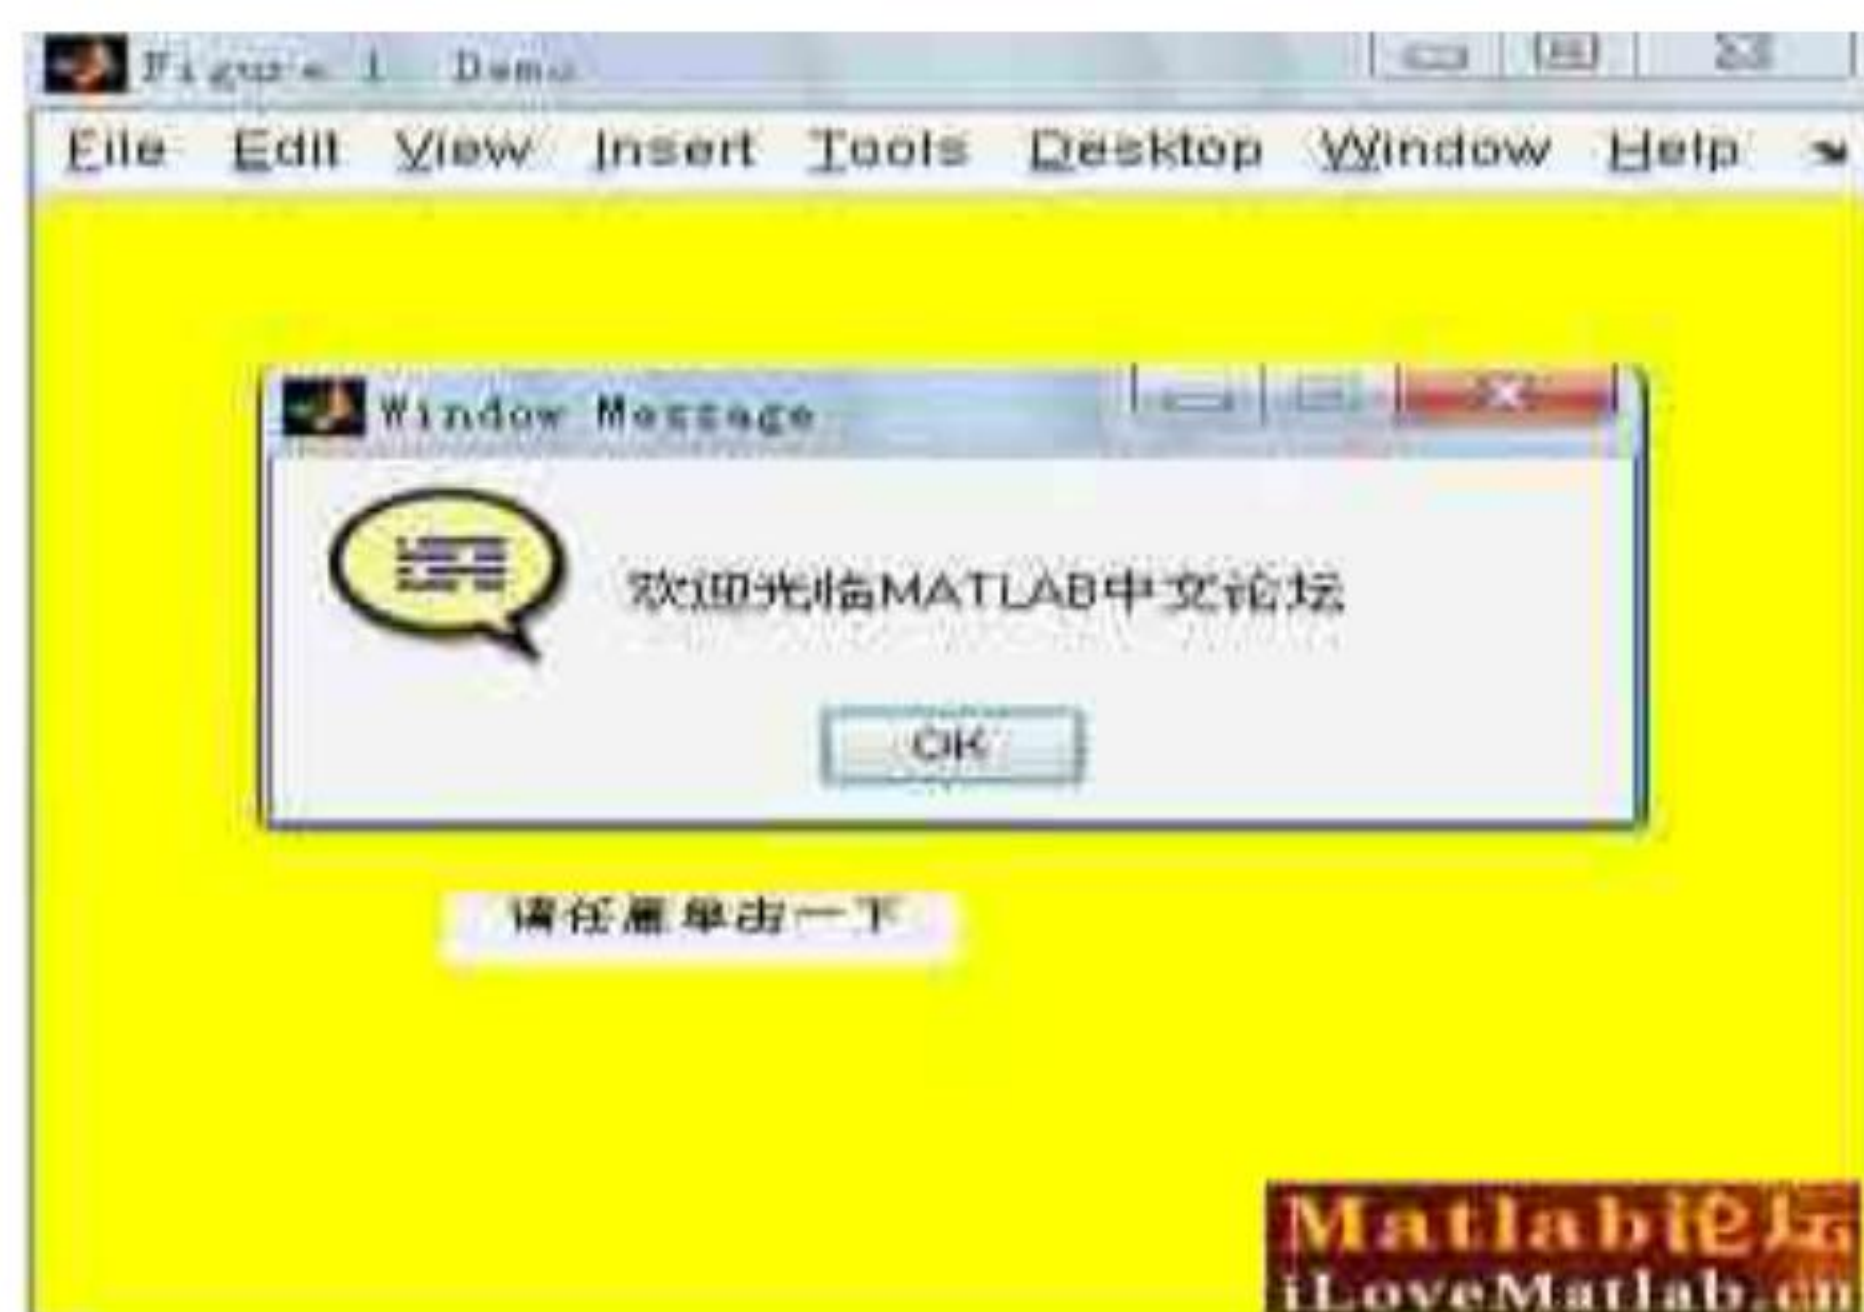 Figure 1 Demo
File Edit View Insert Tools Desktop Window Help
Window Message
欢迎光临MATLAB中文论坛
OK
请任意单击一下
Matlab论坛
iLoveMatlab.cn